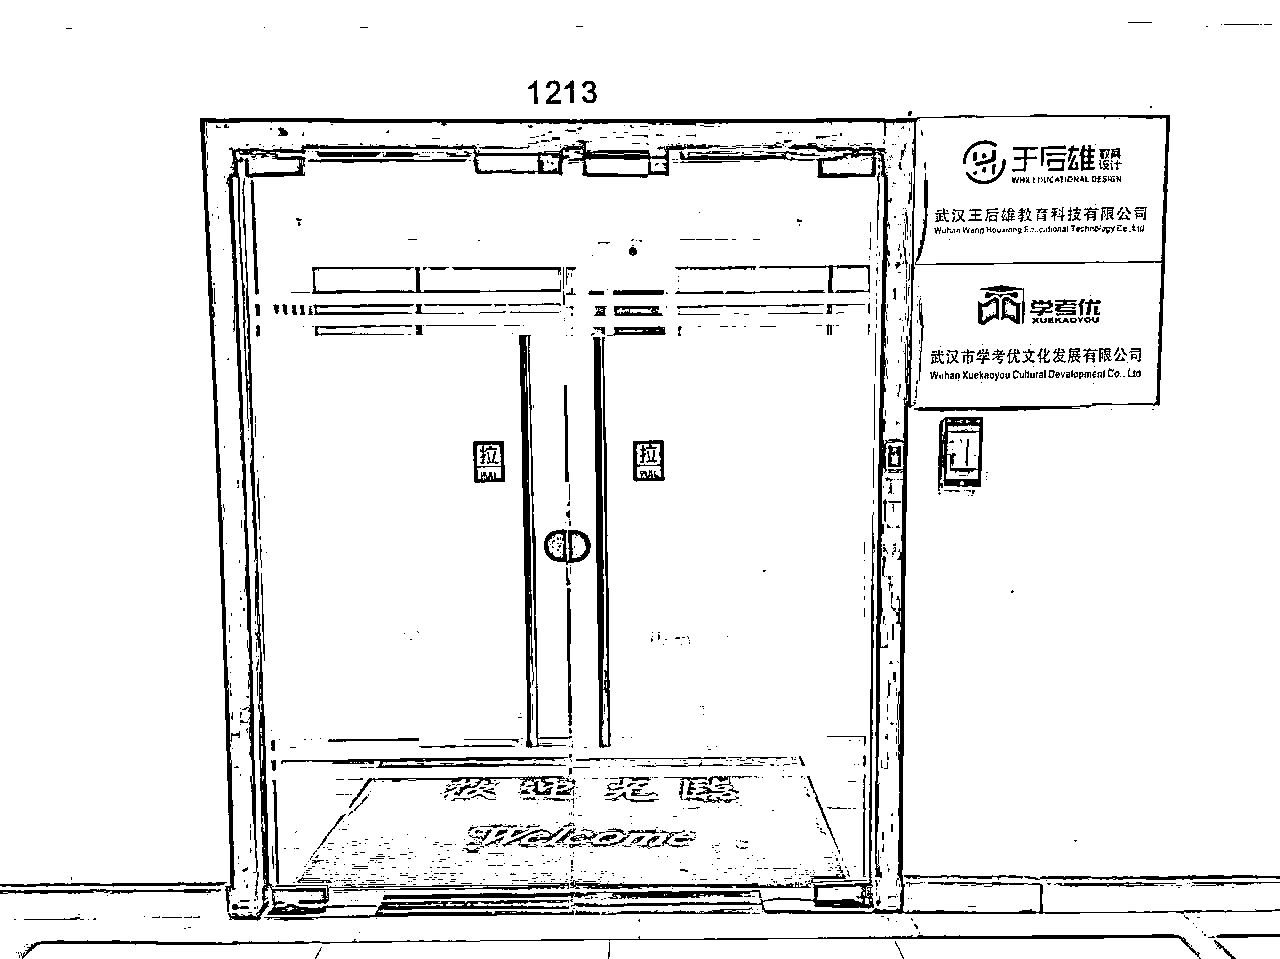 1213
王后雄 教育设计
WHX EDUCATIONAL DESIGN
武汉王后雄教育科技有限公司
Wuhan Wang Houxiong Educational Technology Co.,Ltd
学考优
XUEKAOYOU
武汉市学考优文化发展有限公司
Wuhan Xuekaoyou Cultural Development Co., Ltd
拉 拉
PULL PULL
欢迎光臨
Welcome